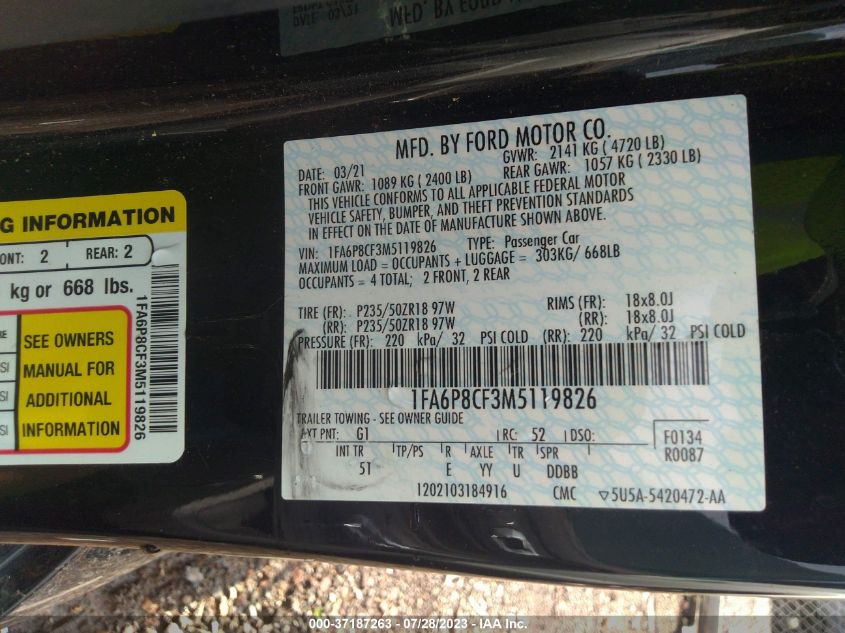 DATE 03/21
MFD. BY FORD
MFD. BY FORD MOTOR CO.
DATE: 03/21
GVWR: 2141 KG ( 4720 LB)
FRONT GAWR: 1089 KG ( 2400 LB)
REAR GAWR: 1057 KG ( 2330 LB)
THIS VEHICLE CONFORMS TO ALL APPLICABLE FEDERAL MOTOR
VEHICLE SAFETY, BUMPER, AND THEFT PREVENTION STANDARDS
IN EFFECT ON THE DATE OF MANUFACTURE SHOWN ABOVE.
VIN: 1FA6P8CF3M5119826 TYPE: Passenger Car
MAXIMUM LOAD = OCCUPANTS + LUGGAGE = 303KG/ 668LB
OCCUPANTS = 4 TOTAL; 2 FRONT, 2 REAR
TIRE (FR): P235/50ZR18 97W RIMS (FR): 18x8.0J
(RR): P235/50ZR18 97W (RR): 18x8.0J
PRESSURE (FR): 220 kPa/ 32 PSI COLD (RR): 220 kPa/ 32 PSI COLD
1FA6P8CF3M5119826
TRAILER TOWING - SEE OWNER GUIDE
EXT PNT: G1 RC: 52 DSO: F0134
R0087
INT TR TP/PS R AXLE TR SPR
5T E YY U DDBB
1202103184916 CMC ▽5U5A-5420472-AA
G INFORMATION
ONT: 2 REAR: 2
kg or 668 lbs.
SEE OWNERS
MANUAL FOR
ADDITIONAL
INFORMATION
1FA6P8CF3M5119826
000-37187263 - 07/28/2023 - IAA Inc.